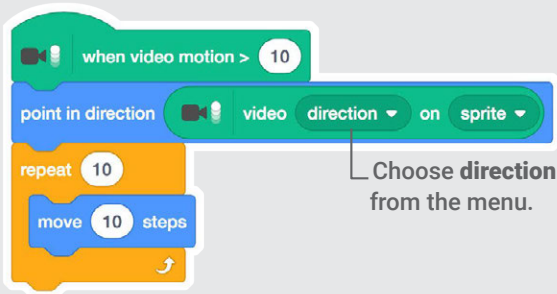 when video motion > 10
point in direction video direction on sprite
repeat 10
Choose direction
from the menu.
move 10 steps